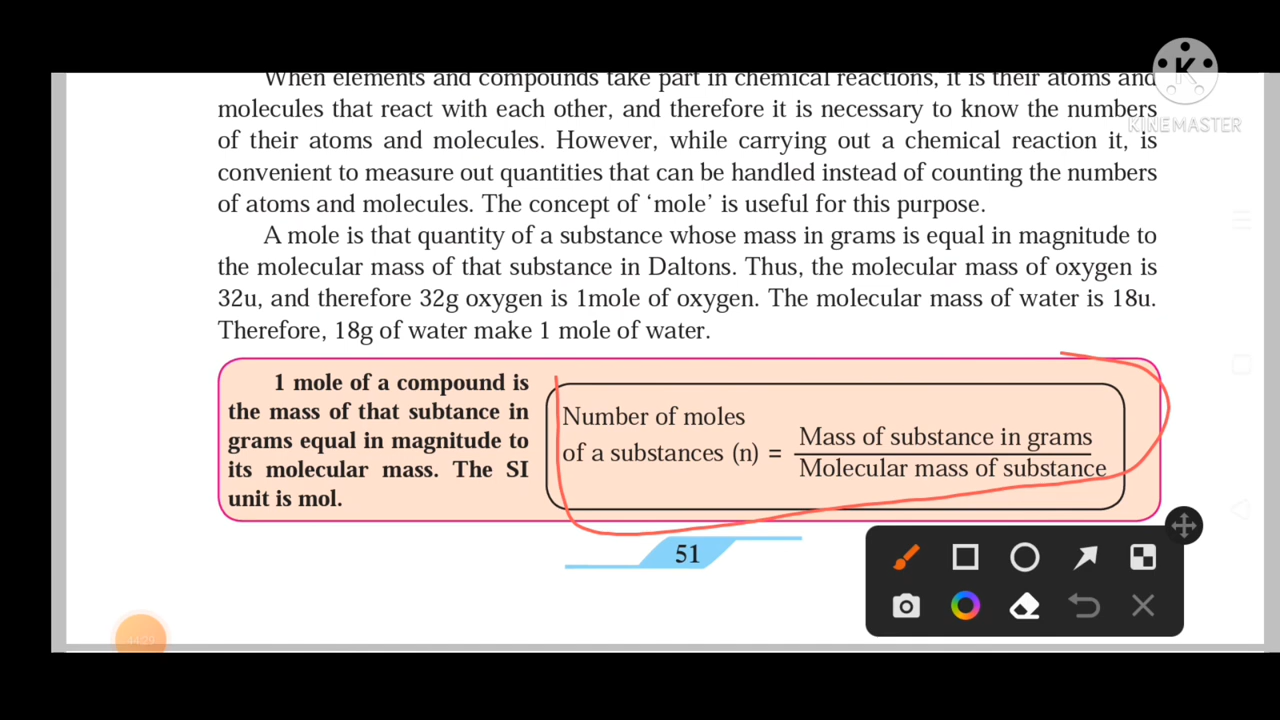 When elements and compounds take part in chemical reactions, it is their atoms and
molecules that react with each other, and therefore it is necessary to know the numbers
of their atoms and molecules. However, while carrying out a chemical reaction it, is
convenient to measure out quantities that can be handled instead of counting the numbers
of atoms and molecules. The concept of ‘mole’ is useful for this purpose.
A mole is that quantity of a substance whose mass in grams is equal in magnitude to
the molecular mass of that substance in Daltons. Thus, the molecular mass of oxygen is
32u, and therefore 32g oxygen is 1mole of oxygen. The molecular mass of water is 18u.
Therefore, 18g of water make 1 mole of water.
1 mole of a compound is
the mass of that subtance in
grams equal in magnitude to
its molecular mass. The SI
unit is mol.
Number of moles
of a substances (n) =
Mass of substance in grams
Molecular mass of substance
51
K
KINEMASTER
44:29